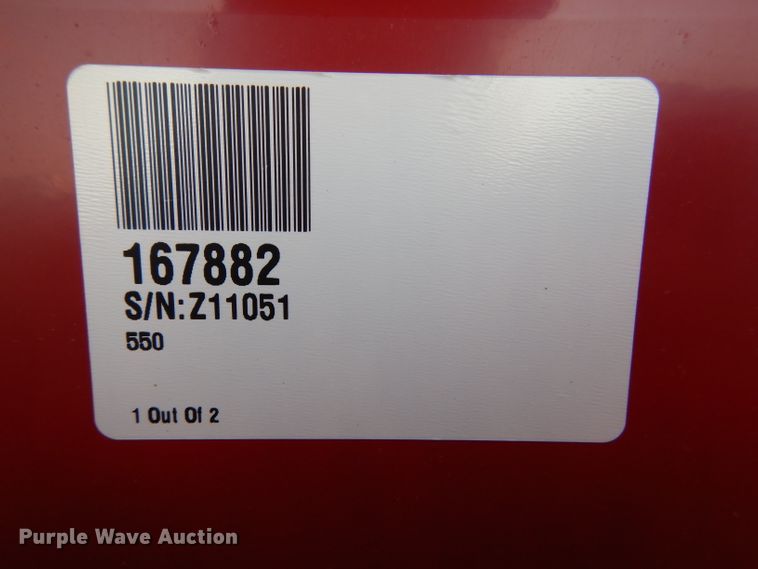 167882
S/N:Z11051
550
1 Out Of 2
Purple Wave Auction